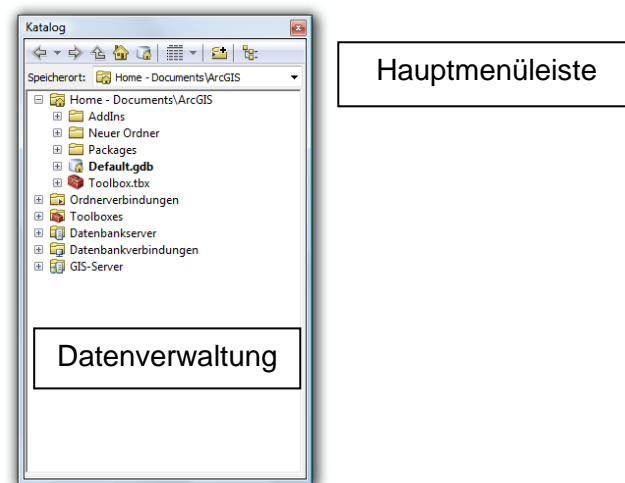 Katalog
Speicherort: Home - Documents\ArcGIS
Hauptmenüleiste
Home - Documents\ArcGIS
AddIns
Neuer Ordner
Packages
Default.gdb
Toolbox.tbx
Ordnerverbindungen
Toolboxes
Datenbankserver
Datenbankverbindungen
GIS-Server
Datenverwaltung